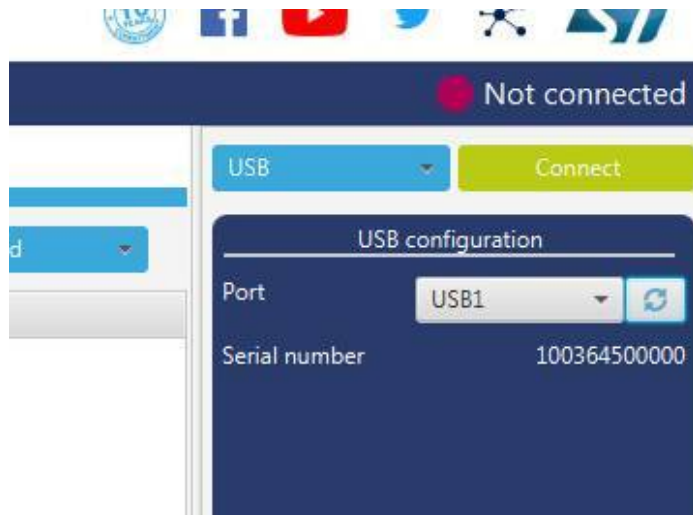 Not connected
USB
Connect
d
USB configuration
Port
USB1
Serial number
100364500000